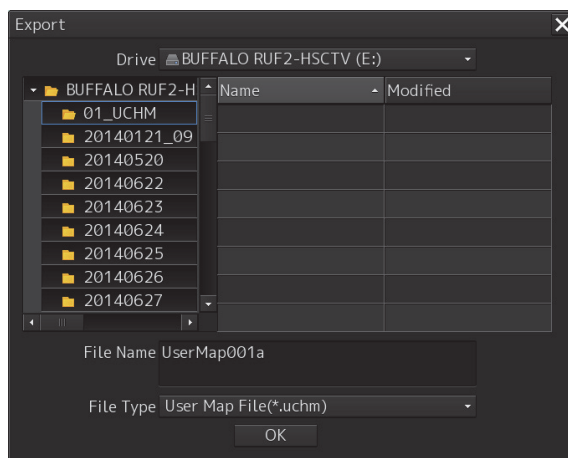 Export
Drive BUFFALO RUF2-HSCTV (E:)
BUFFALO RUF2-H Name Modified
01_UCHM
20140121_09
20140520
20140622
20140623
20140624
20140625
20140626
20140627
File Name UserMap001a
File Type User Map File(*.uchm)
OK